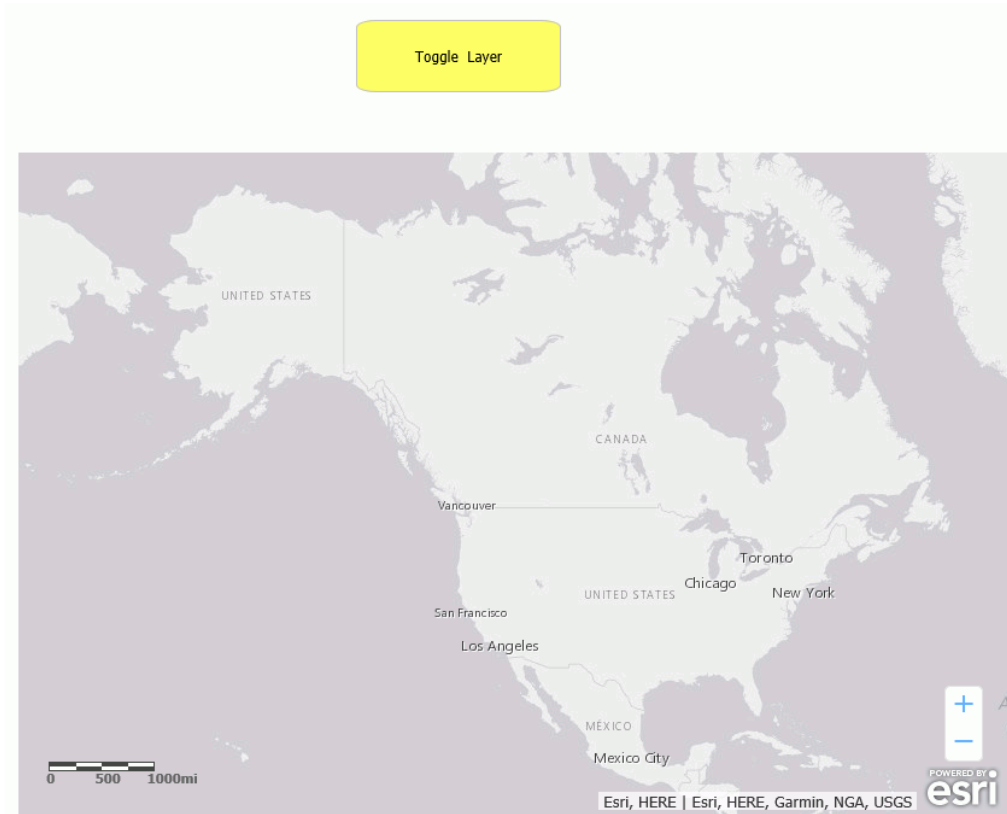 Toggle Layer
UNITED STATES
CANADA
Vancouver
Toronto
Chicago
UNITED STATES
New York
San Francisco
Los Angeles
MÉXICO
Mexico City
+
A
−
0 500 1000mi
POWERED BY
esri
Esri, HERE | Esri, HERE, Garmin, NGA, USGS